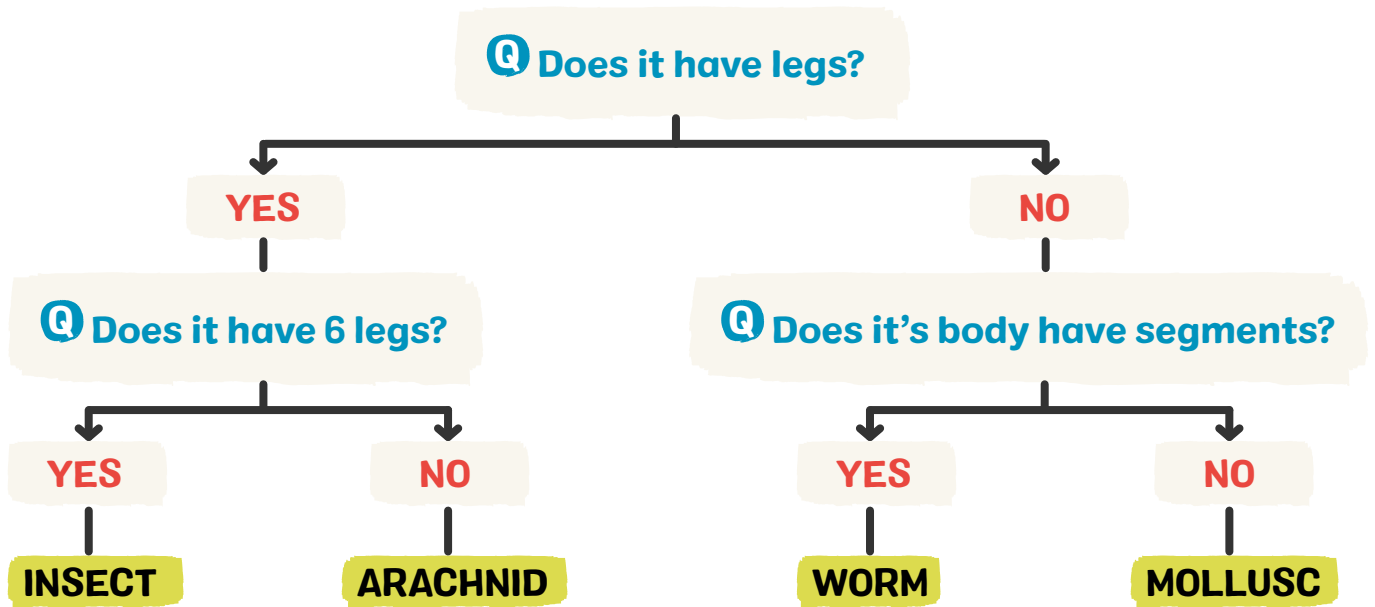 Q Does it have legs?
YES
NO
Q Does it have 6 legs?
Q Does it’s body have segments?
YES
NO
YES
NO
INSECT
ARACHNID
WORM
MOLLUSC